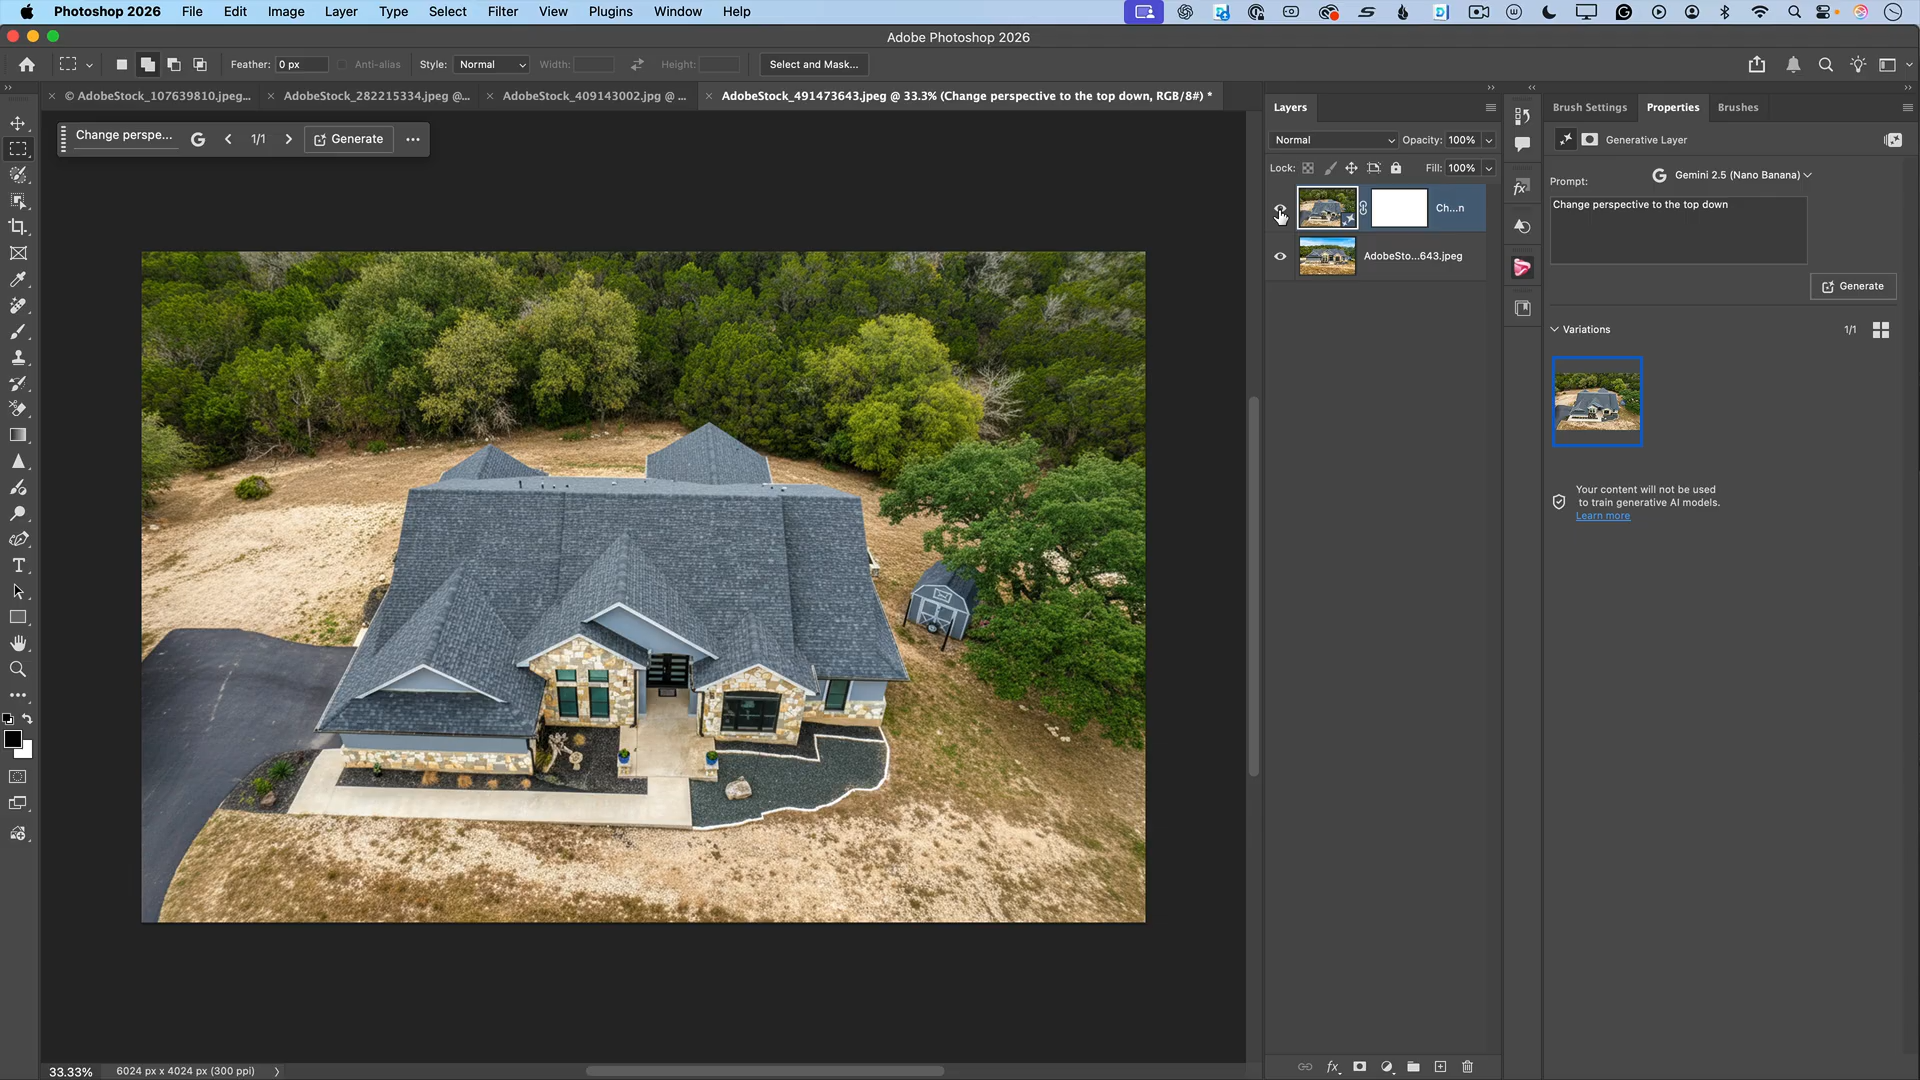 Photoshop 2026 File Edit Image Layer Type Select Filter View Plugins Window Help
Adobe Photoshop 2026
Feather: 0 px Anti-alias Style: Normal Width: Height: Select and Mask...
© AdobeStock_107639810.jpeg... AdobeStock_282215334.jpeg @... AdobeStock_409143002.jpg @ ... AdobeStock_491473643.jpeg @ 33.3% (Change perspective to the top down, RGB/8#) *
Change perspe... 1/1 Generate
Layers
Normal Opacity: 100%
Lock: Fill: 100%
Ch...n
AdobeSto...643.jpeg
Brush Settings Properties Brushes
Generative Layer
Prompt: Gemini 2.5 (Nano Banana)
Change perspective to the top down
Generate
Variations 1/1
Your content will not be used
to train generative AI models.
Learn more
33.33% 6024 px x 4024 px (300 ppi)